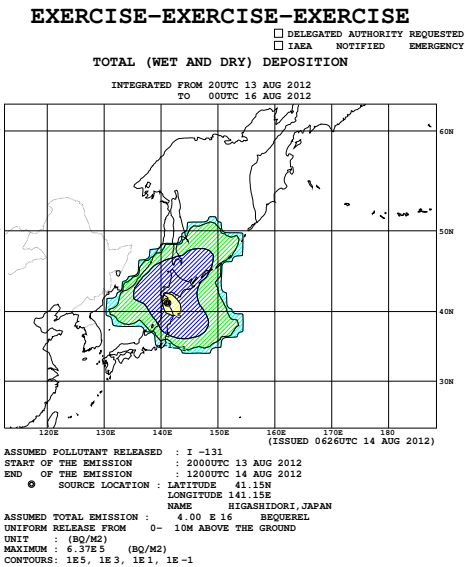 EXERCISE-EXERCISE-EXERCISE
DELEGATED AUTHORITY REQUESTED
IAEA NOTIFIED EMERGENCY
TOTAL (WET AND DRY) DEPOSITION
INTEGRATED FROM 20UTC 13 AUG 2012
TO 00UTC 16 AUG 2012
60N
50N
40N
30N
120E 130E 140E 150E 160E 170E 180
(ISSUED 0626UTC 14 AUG 2012)
ASSUMED POLLUTANT RELEASED : I -131
START OF THE EMISSION : 2000UTC 13 AUG 2012
END OF THE EMISSION : 1200UTC 14 AUG 2012
SOURCE LOCATION : LATITUDE 41.15N
LONGITUDE 141.15E
NAME HIGASHIDORI,JAPAN
ASSUMED TOTAL EMISSION : 4.00 E 16 BEQUEREL
UNIFORM RELEASE FROM 0- 10M ABOVE THE GROUND
UNIT : (BQ/M2)
MAXIMUM : 6.37E 5 (BQ/M2)
CONTOURS: 1E 5, 1E 3, 1E 1, 1E -1